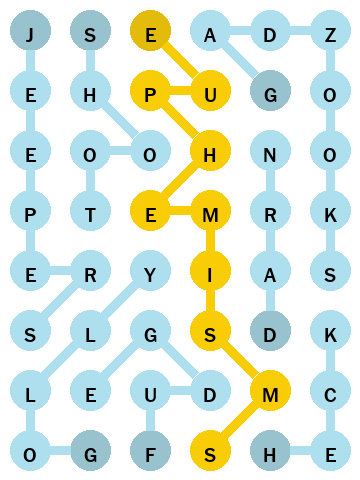 J S E A D Z
E H P U G O
E O O H N O
P T E M R K
E R Y I A S
S L G S D K
L E U D M C
O G F S H E